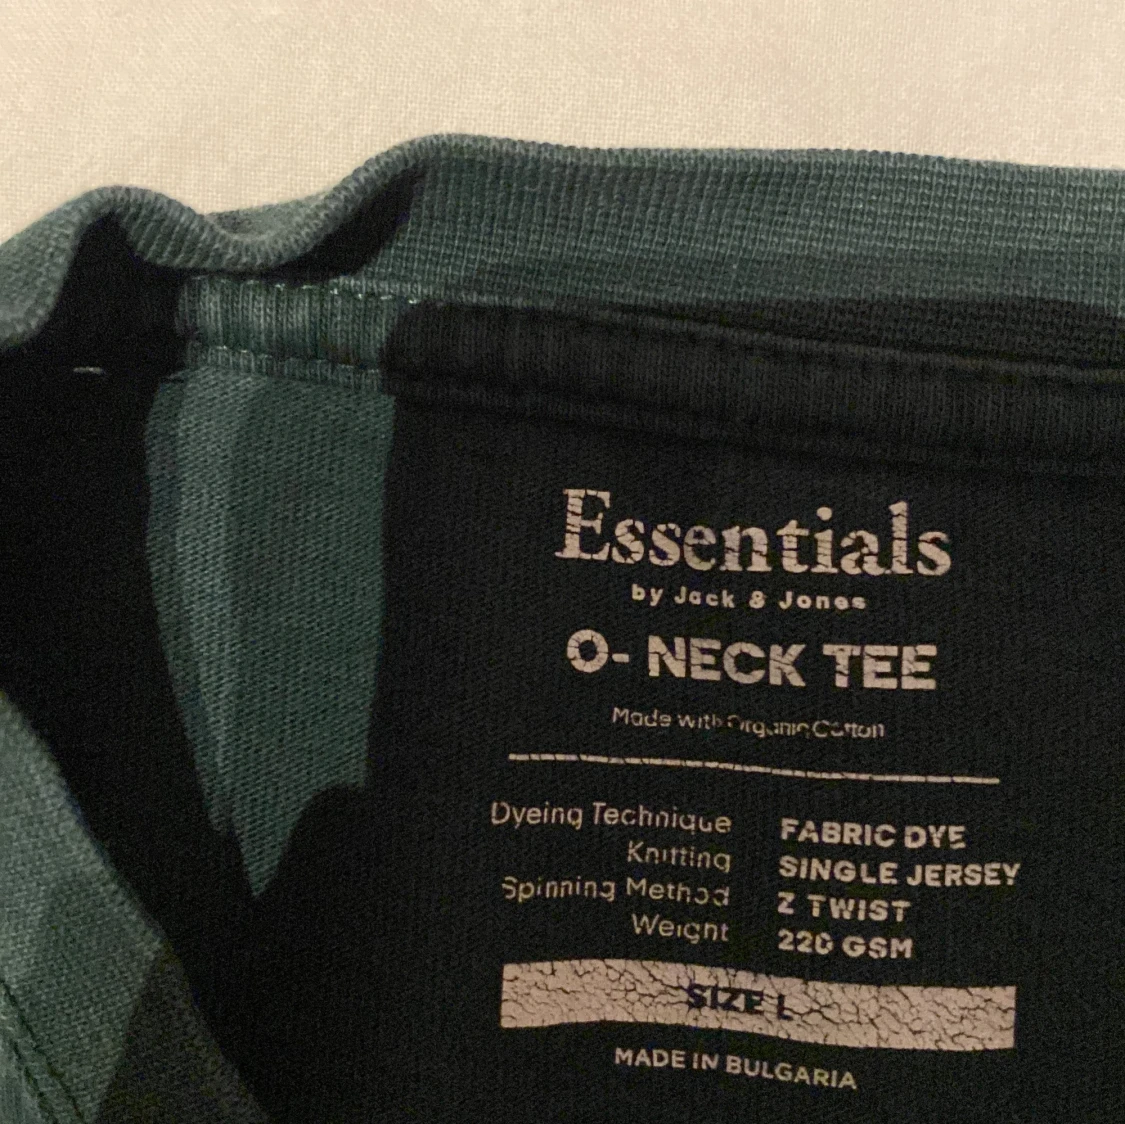 Essentials
by Jack & Jones
O- NECK TEE
Made with Organic Cotton
Dyeing Technique FABRIC DYE
Knitting SINGLE JERSEY
Spinning Method Z TWIST
Weight 220 GSM
SIZE L
MADE IN BULGARIA